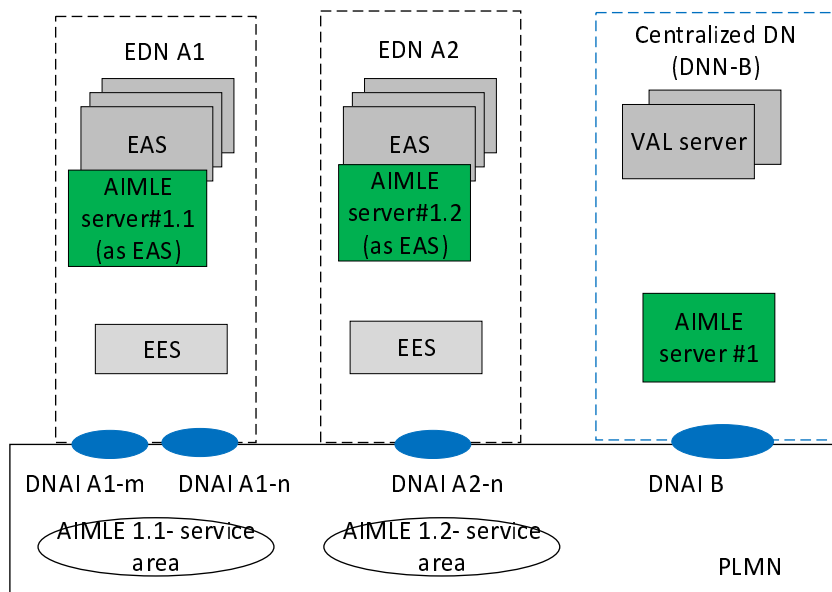 EDN A1
EAS
AIMLE
server#1.1
(as EAS)
EES
EDN A2
EAS
AIMLE
server#1.2
(as EAS)
EES
Centralized DN
(DNN-B)
VAL server
AIMLE
server #1
DNAI A1-m
DNAI A1-n
DNAI A2-n
DNAI B
AIMLE 1.1- service
area
AIMLE 1.2- service
area
PLMN